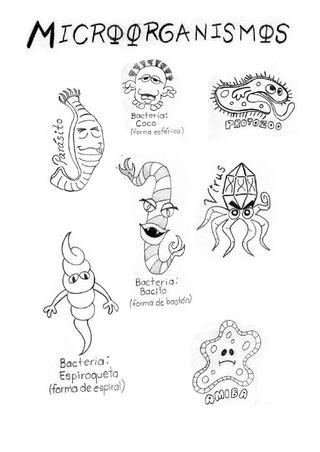 MICROORGANISMOS
Parásito
Bacteria:
Coco
(forma esférica)
PROTOZOO
Virus
Bacteria:
Bacilo
(forma de bastón)
Bacteria:
Espiroqueta
(forma de espiral)
AMIBA